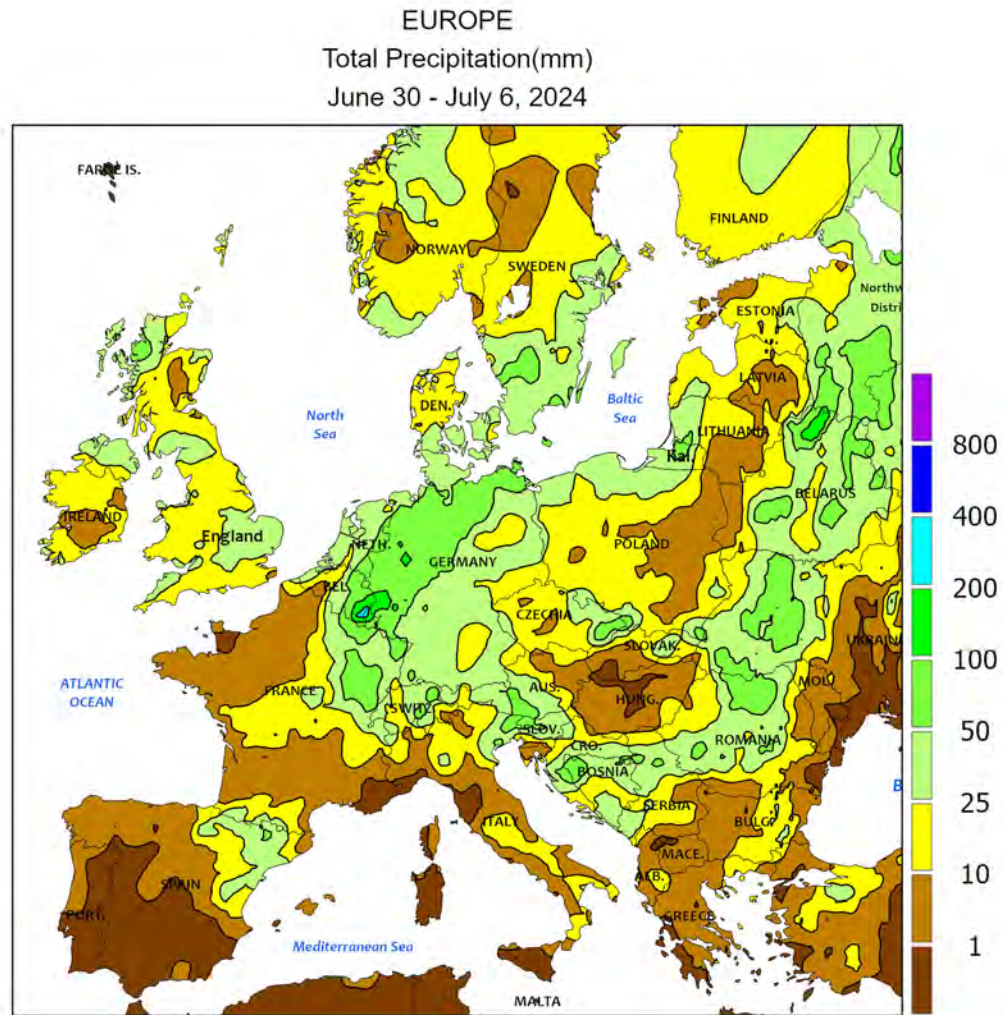 EUROPE
Total Precipitation(mm)
June 30 - July 6, 2024
FAROE IS.
FINLAND
NORWAY
SWEDEN
Northw
Distri
ESTONIA
LATVIA
DEN.
North
Sea
Baltic
Sea
LITHUANIA
Kal.
800
BELARUS
IRELAND
England
NETH.
GERMANY
POLAND
400
BEL.
CZECHIA
200
UKRAINE
SLOVAK.
100
ATLANTIC
OCEAN
FRANCE
AUS.
HUNG.
MOL.
SWITZ.
SLOV.
50
CRO.
ROMANIA
BOSNIA
B
25
SERBIA
ITALY
BULG.
MACE.
10
ALB.
SPAIN
PORT.
GREECE
Mediterranean Sea
1
MALTA